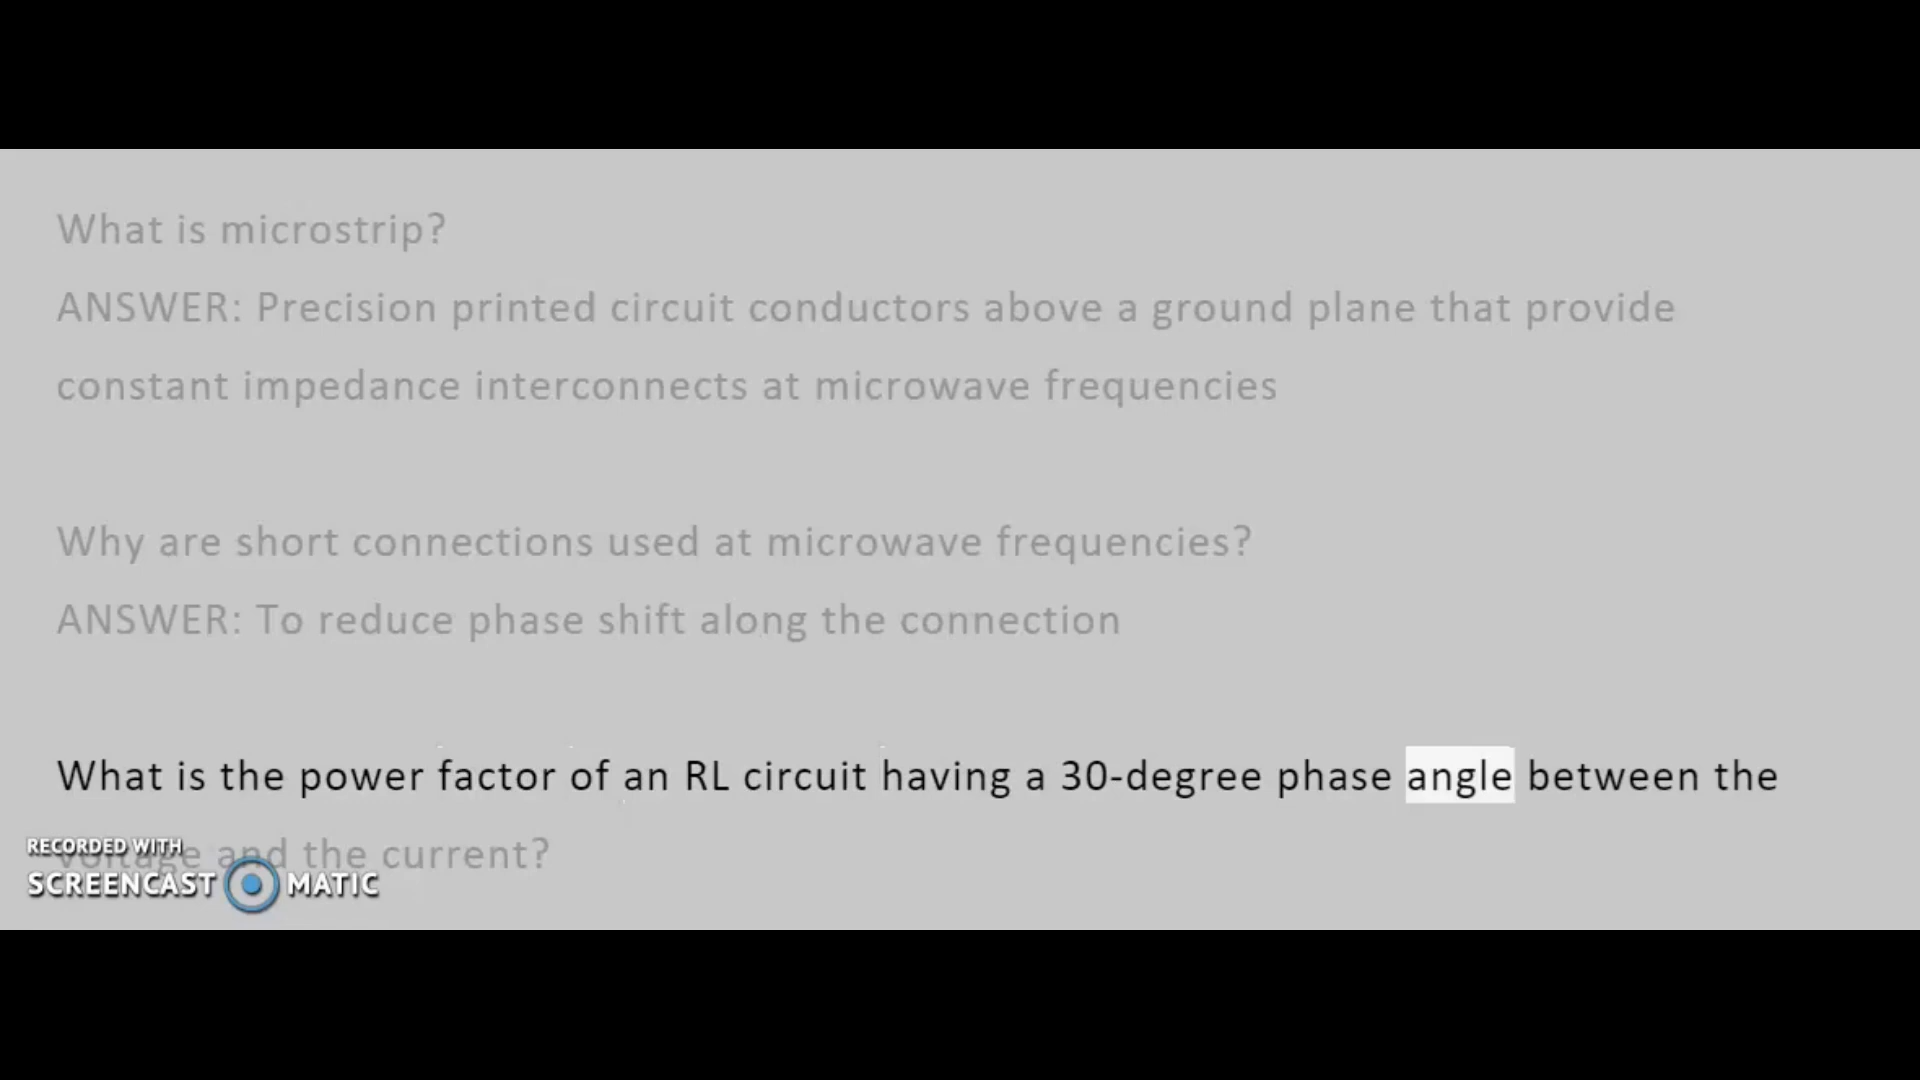 What is microstrip?
ANSWER: Precision printed circuit conductors above a ground plane that provide
constant impedance interconnects at microwave frequencies
Why are short connections used at microwave frequencies?
ANSWER: To reduce phase shift along the connection
What is the power factor of an RL circuit having a 30-degree phase angle between the
voltage and the current?
RECORDED WITH
SCREENCAST MATIC